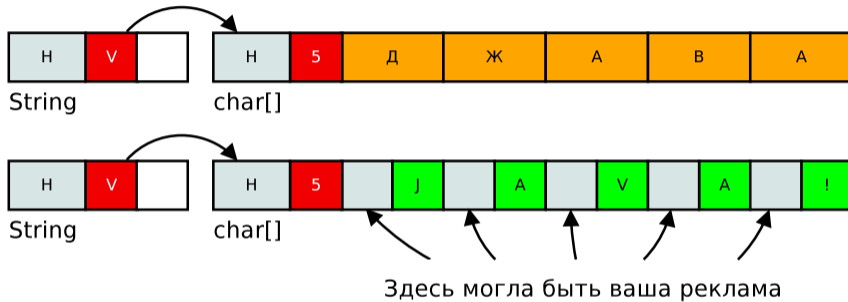 H V H 5 Д Ж А В А
String char[]
H V H 5 J A V A !
String char[]
Здесь могла быть ваша реклама